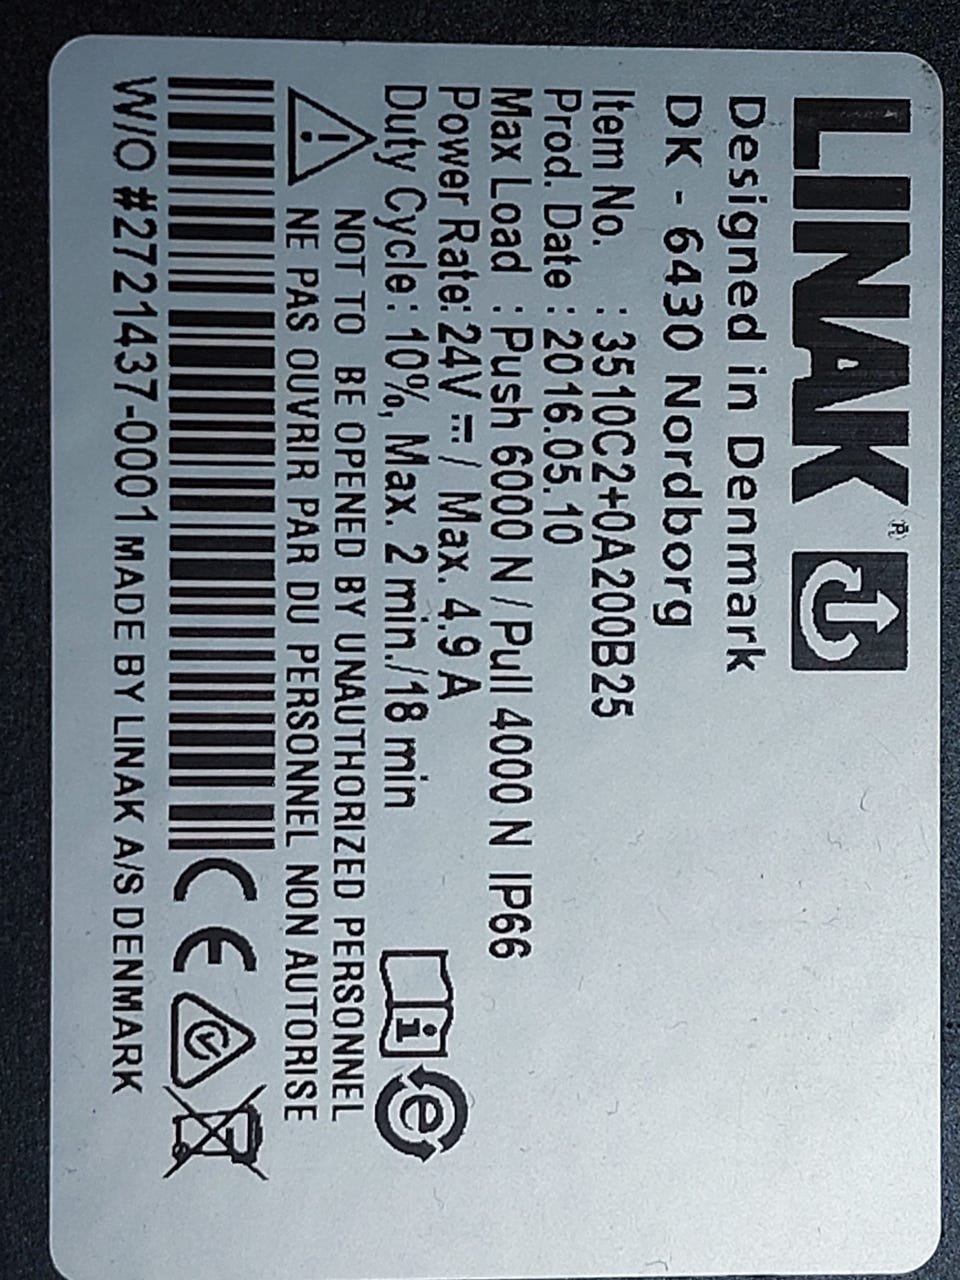 LINAK®
Designed in Denmark
DK - 6430 Nordborg
Item No. : 3510C2+0A200B25
Prod. Date : 2016.05.10
Max Load : Push 6000 N / Pull 4000 N IP66
Power Rate: 24V ⎓ / Max. 4.9 A
Duty Cycle: 10%, Max. 2 min./18 min
NOT TO BE OPENED BY UNAUTHORIZED PERSONNEL
NE PAS OUVRIR PAR DU PERSONNEL NON AUTORISE
W/O #2721437-0001 MADE BY LINAK A/S DENMARK